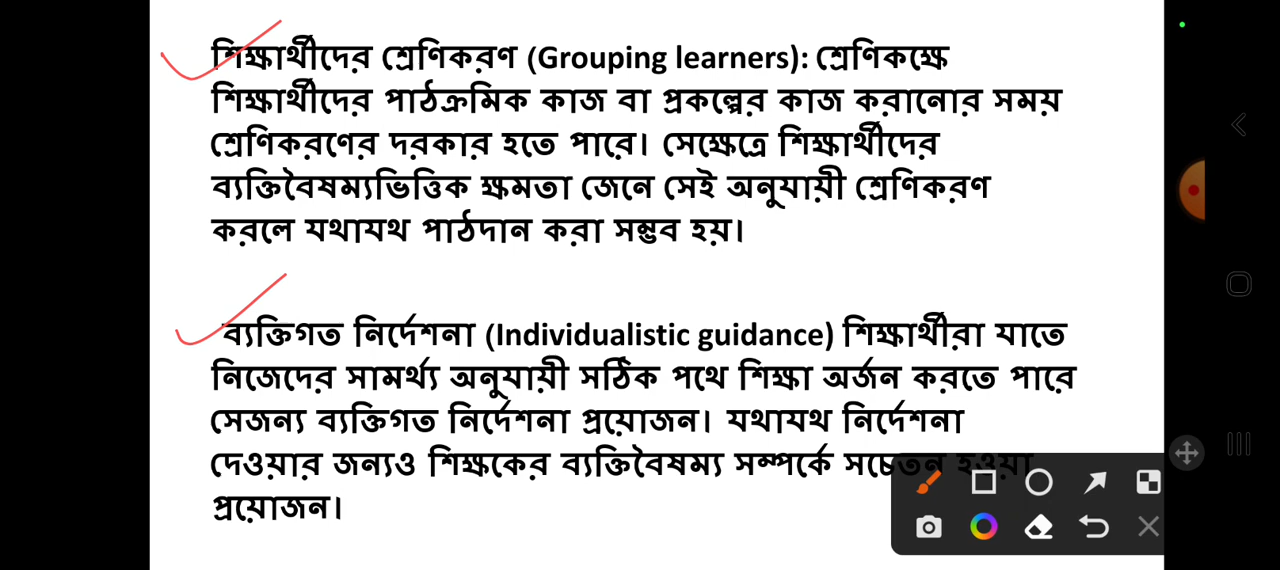 শিক্ষার্থীদের শ্রেণিকরণ (Grouping learners): শ্রেণিকক্ষে
শিক্ষার্থীদের পাঠক্রমিক কাজ বা প্রকল্পের কাজ করানোর সময়
শ্রেণিকরণের দরকার হতে পারে। সেক্ষেত্রে শিক্ষার্থীদের
ব্যক্তিবৈষম্যভিত্তিক ক্ষমতা জেনে সেই অনুযায়ী শ্রেণিকরণ
করলে যথাযথ পাঠদান করা সম্ভব হয়।
ব্যক্তিগত নির্দেশনা (Individualistic guidance) শিক্ষার্থীরা যাতে
নিজেদের সামর্থ্য অনুযায়ী সঠিক পথে শিক্ষা অর্জন করতে পারে
সেজন্য ব্যক্তিগত নির্দেশনা প্রয়োজন। যথাযথ নির্দেশনা
দেওয়ার জন্যও শিক্ষকের ব্যক্তিবৈষম্য সম্পর্কে সচেতন হওয়া
প্রয়োজন।